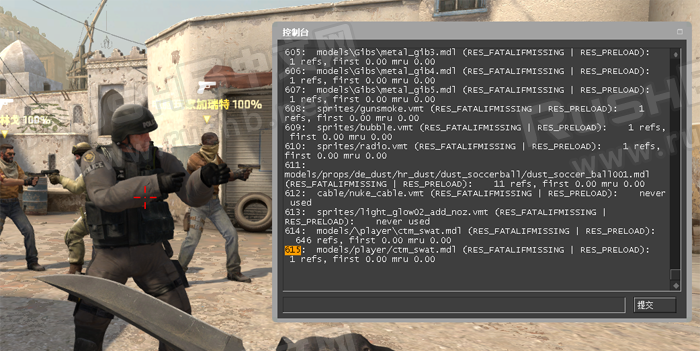 控制台
605: models\Gibs\metal_gib3.mdl (RES_FATALIFMISSING | RES_PRELOAD):
1 refs, first 0.00 mru 0.00
606: models\Gibs\metal_gib4.mdl (RES_FATALIFMISSING | RES_PRELOAD):
1 refs, first 0.00 mru 0.00
607: models\Gibs\metal_gib5.mdl (RES_FATALIFMISSING | RES_PRELOAD):
1 refs, first 0.00 mru 0.00
608: sprites/gunsmoke.vmt (RES_FATALIFMISSING | RES_PRELOAD): 1
refs, first 0.00 mru 0.00
609: sprites/bubble.vmt (RES_FATALIFMISSING | RES_PRELOAD): 1 refs,
first 0.00 mru 0.00
610: sprites/radio.vmt (RES_FATALIFMISSING | RES_PRELOAD): 1 refs,
first 0.00 mru 0.00
611:
models/props/de_dust/hr_dust/dust_soccerball/dust_soccer_ball001.mdl
(RES_FATALIFMISSING | RES_PRELOAD): 11 refs, first 0.00 mru 0.00
612: cable/nuke_cable.vmt (RES_FATALIFMISSING | RES_PRELOAD): never
used
613: sprites/light_glow02_add_noz.vmt (RES_FATALIFMISSING |
RES_PRELOAD): never used
614: models/\player\ctm_swat.mdl (RES_FATALIFMISSING | RES_PRELOAD):
646 refs, first 0.00 mru 0.00
615: models/player/ctm_swat.mdl (RES_FATALIFMISSING | RES_PRELOAD):
1 refs, first 0.00 mru 0.00
提交
加瑞特 100%
100%